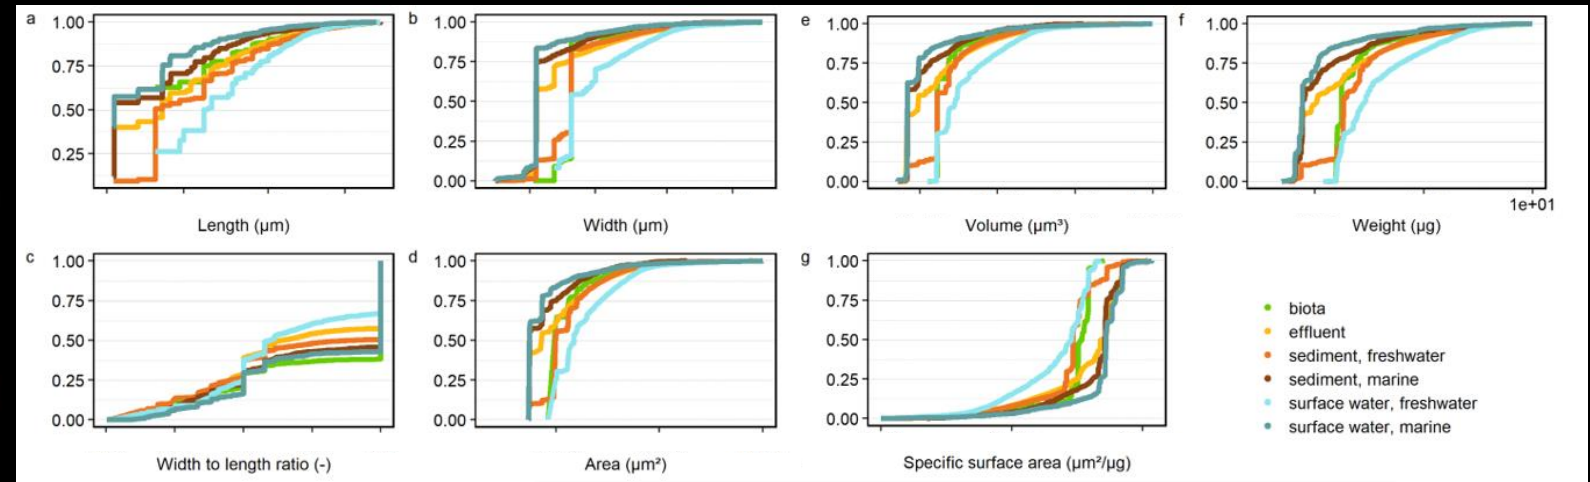 a
1.00
0.75
0.50
0.25
Length (µm)
b
1.00
0.75
0.50
0.25
0.00
Width (µm)
e
1.00
0.75
0.50
0.25
0.00
Volume (µm³)
f
1.00
0.75
0.50
0.25
0.00
1e+01
Weight (µg)
c
1.00
0.75
0.50
0.25
0.00
Width to length ratio (-)
d
1.00
0.75
0.50
0.25
0.00
Area (µm²)
g
1.00
0.75
0.50
0.25
0.00
Specific surface area (µm²/µg)
biota
effluent
sediment, freshwater
sediment, marine
surface water, freshwater
surface water, marine